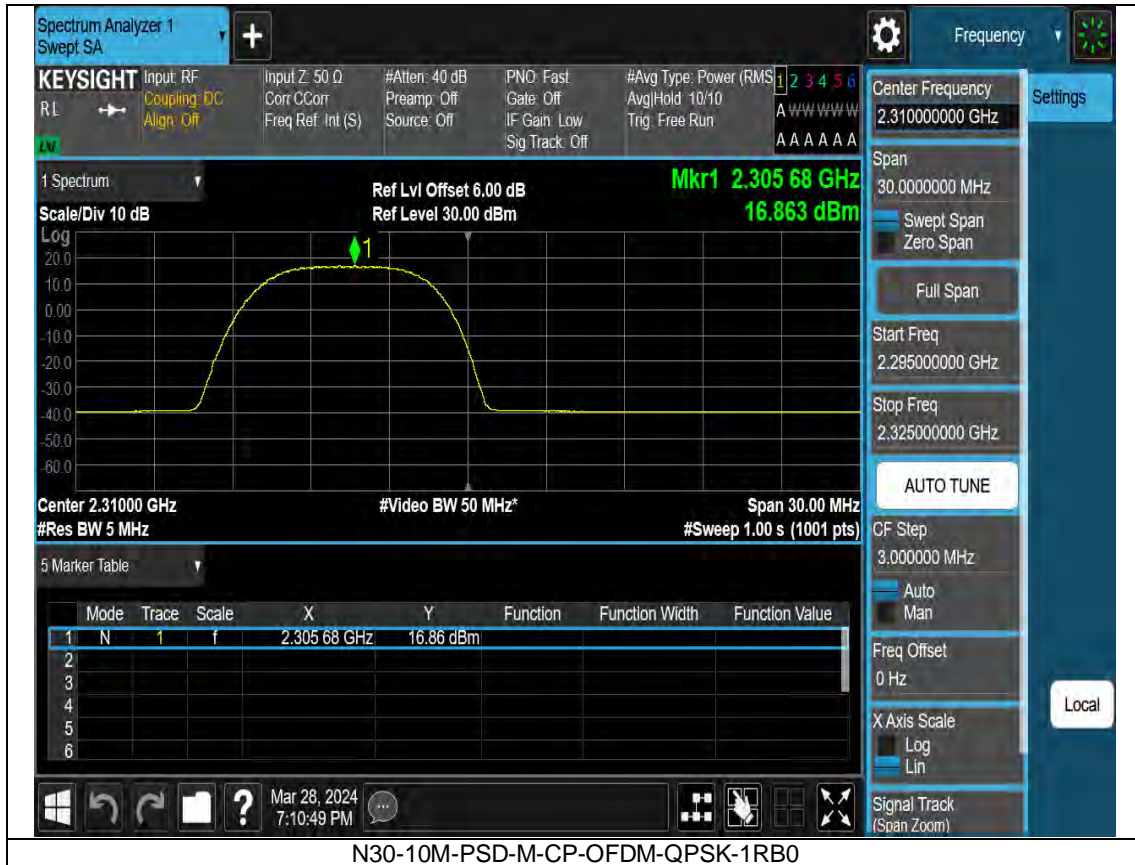 Spectrum Analyzer 1
Swept SA
Frequency
KEYSIGHT
RL
Input: RF
Coupling: DC
Align: Off
Input Z: 50 Ω
Corr CCorr
Freq Ref: Int (S)
#Atten: 40 dB
Preamp: Off
Source: Off
PNO: Fast
Gate: Off
IF Gain: Low
Sig Track: Off
#Avg Type: Power (RMS
Avg|Hold: 10/10
Trig: Free Run
1 2 3 4 5 6
A W W W W W
A A A A A A
1 Spectrum
Scale/Div 10 dB
Ref Lvl Offset 6.00 dB
Ref Level 30.00 dBm
Mkr1 2.305 68 GHz
16.863 dBm
Log
1
20.0
10.0
0.00
-10.0
-20.0
-30.0
-40.0
-50.0
-60.0
Center 2.31000 GHz
#Video BW 50 MHz*
Span 30.00 MHz
#Res BW 5 MHz
#Sweep 1.00 s (1001 pts)
5 Marker Table
Mode Trace Scale X Y Function Function Width Function Value
1 N 1 f 2.305 68 GHz 16.86 dBm
2
3
4
5
6
Mar 28, 2024
7:10:49 PM
?
Center Frequency
2.310000000 GHz
Settings
Span
30.0000000 MHz
Swept Span
Zero Span
Full Span
Start Freq
2.295000000 GHz
Stop Freq
2.325000000 GHz
AUTO TUNE
CF Step
3.000000 MHz
Auto
Man
Freq Offset
0 Hz
Local
X Axis Scale
Log
Lin
Signal Track
(Span Zoom)
N30-10M-PSD-M-CP-OFDM-QPSK-1RB0